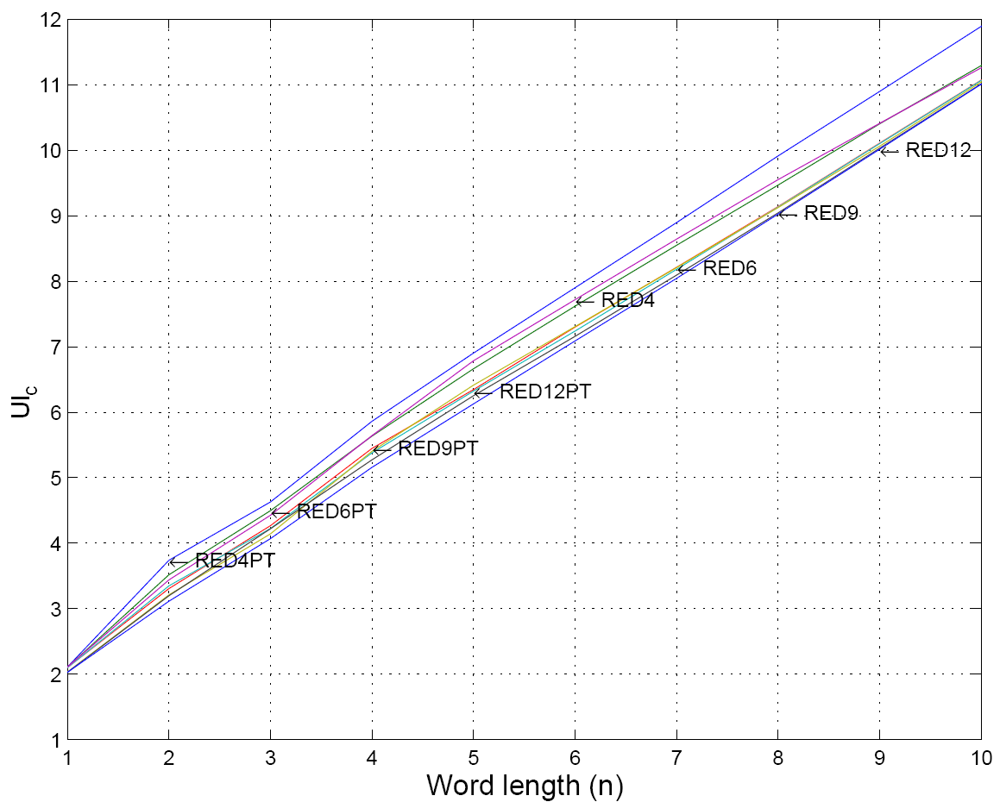 12
11
10
RED12
9
RED9
8
RED6
RED4
7
RED12PT
6
UIc
RED9PT
5
RED6PT
4
RED4PT
3
2
1
1 2 3 4 5 6 7 8 9 10
Word length (n)